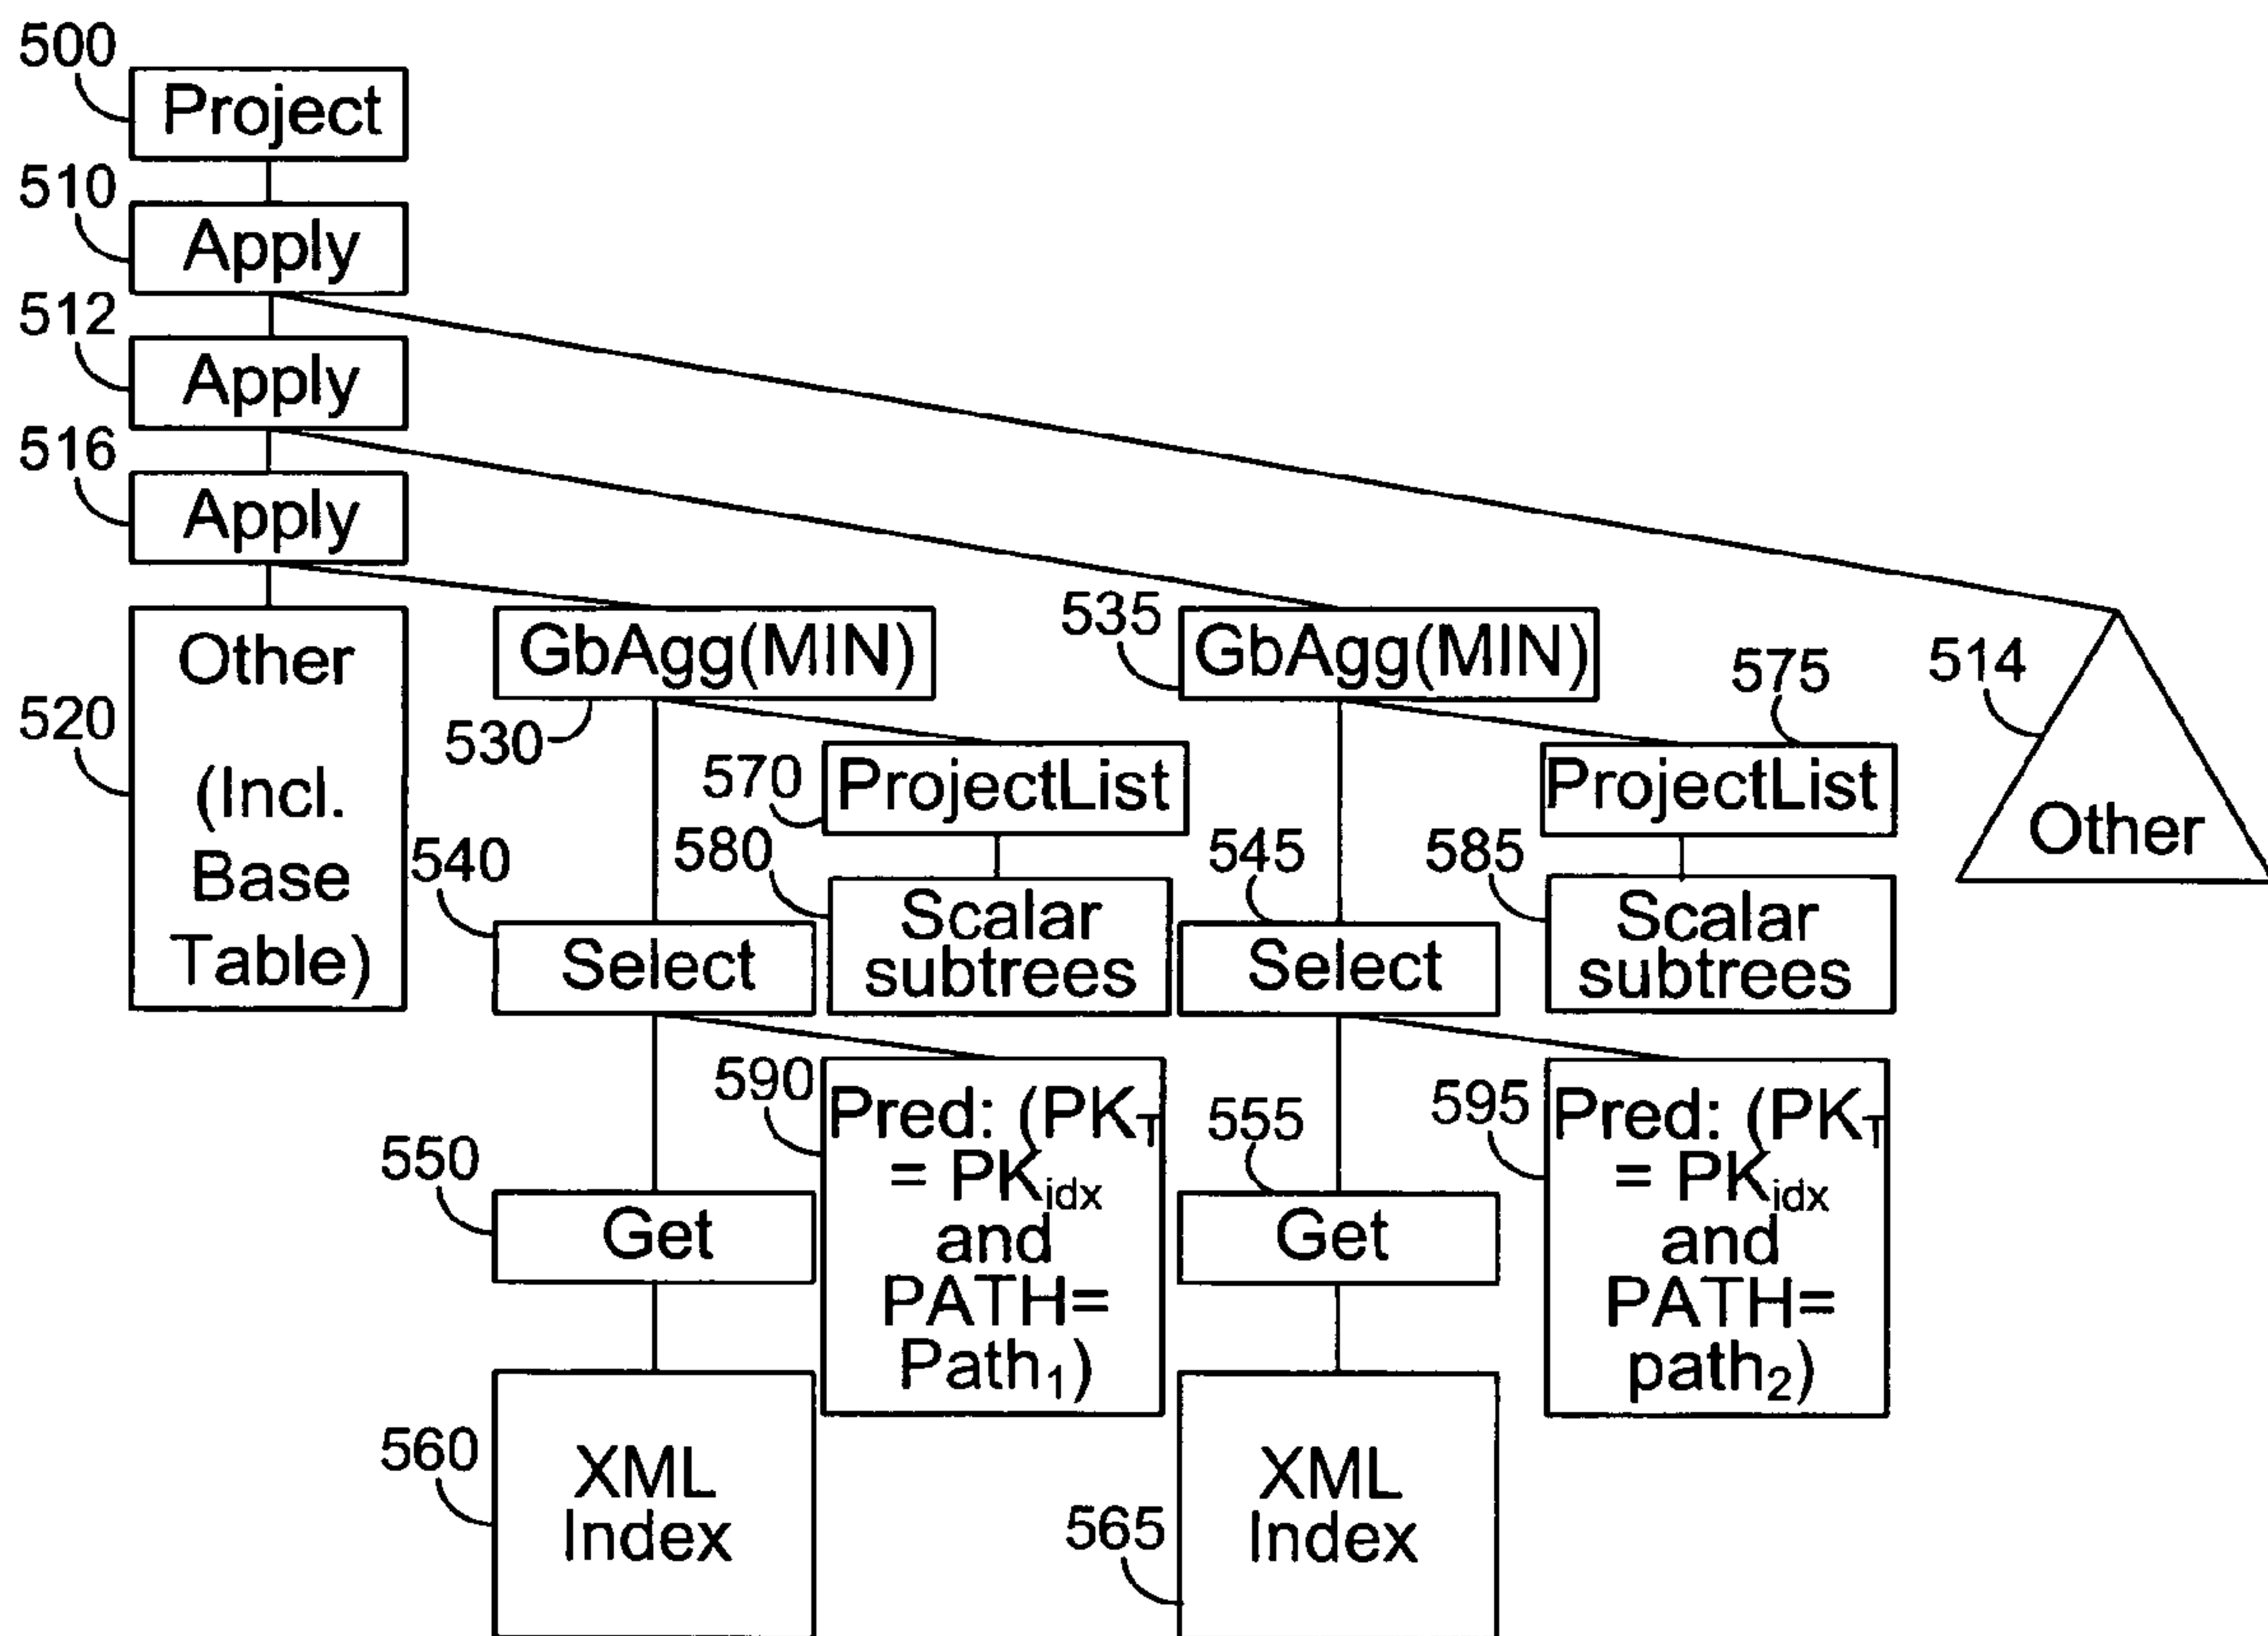 500
Project
510
Apply
512
Apply
516
Apply
520
Other
(Incl.
Base
Table)
GbAgg(MIN)
530
535
GbAgg(MIN)
575
514
Other
570
ProjectList
ProjectList
540
580
Scalar
subtrees
545
585
Scalar
subtrees
Select
Select
590
Pred: (PKT
= PKidx
and
PATH=
Path1)
555
595
Pred: (PKT
= PKidx
and
PATH=
path2)
550
Get
Get
560
XML
Index
565
XML
Index